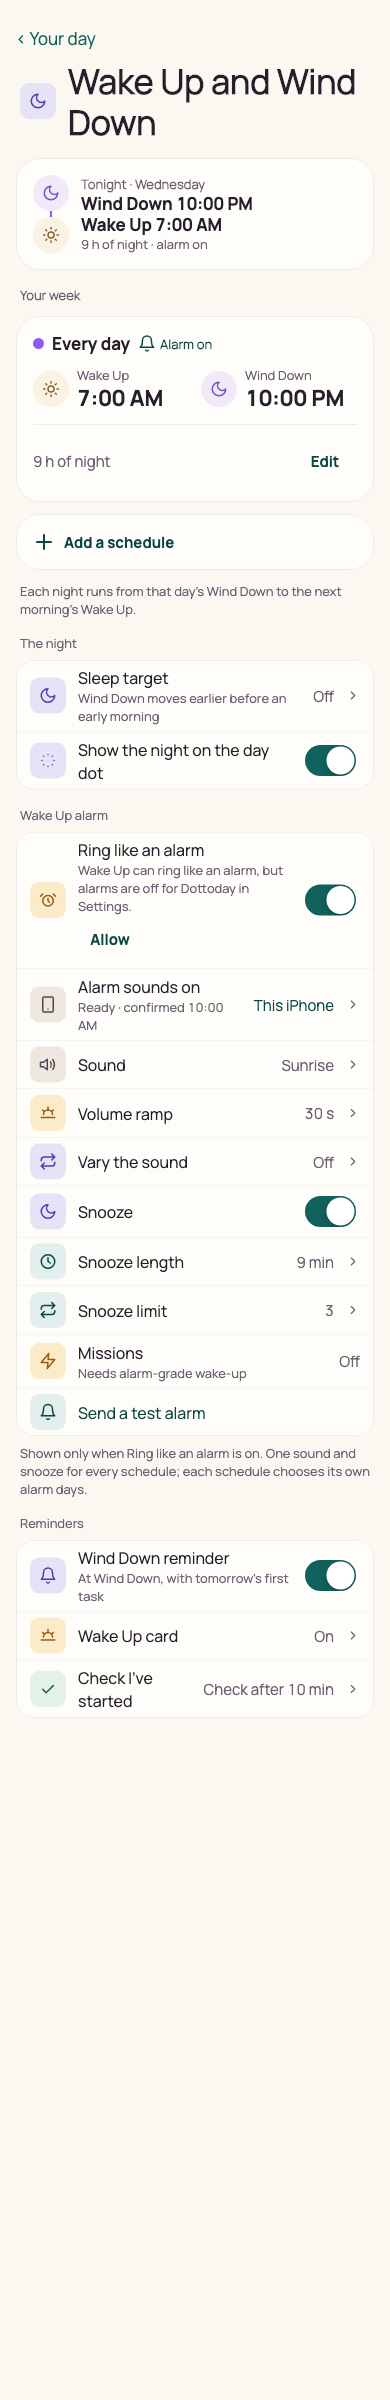 ‹ Your day
Wake Up and Wind
Down
Tonight · Wednesday
Wind Down 10:00 PM
Wake Up 7:00 AM
9 h of night · alarm on
Your week
Every day Alarm on
Wake Up Wind Down
7:00 AM 10:00 PM
9 h of night Edit
Add a schedule
Each night runs from that day's Wind Down to the next
morning's Wake Up.
The night
Sleep target
Wind Down moves earlier before an
early morning
Off
Show the night on the day
dot
Wake Up alarm
Ring like an alarm
Wake Up can ring like an alarm, but
alarms are off for Dottoday in
Settings.
Allow
Alarm sounds on
Ready · confirmed 10:00
AM
This iPhone
Sound Sunrise
Volume ramp 30 s
Vary the sound Off
Snooze
Snooze length 9 min
Snooze limit 3
Missions
Needs alarm-grade wake-up
Off
Send a test alarm
Shown only when Ring like an alarm is on. One sound and
snooze for every schedule; each schedule chooses its own
alarm days.
Reminders
Wind Down reminder
At Wind Down, with tomorrow's first
task
Wake Up card On
Check I've
started
Check after 10 min